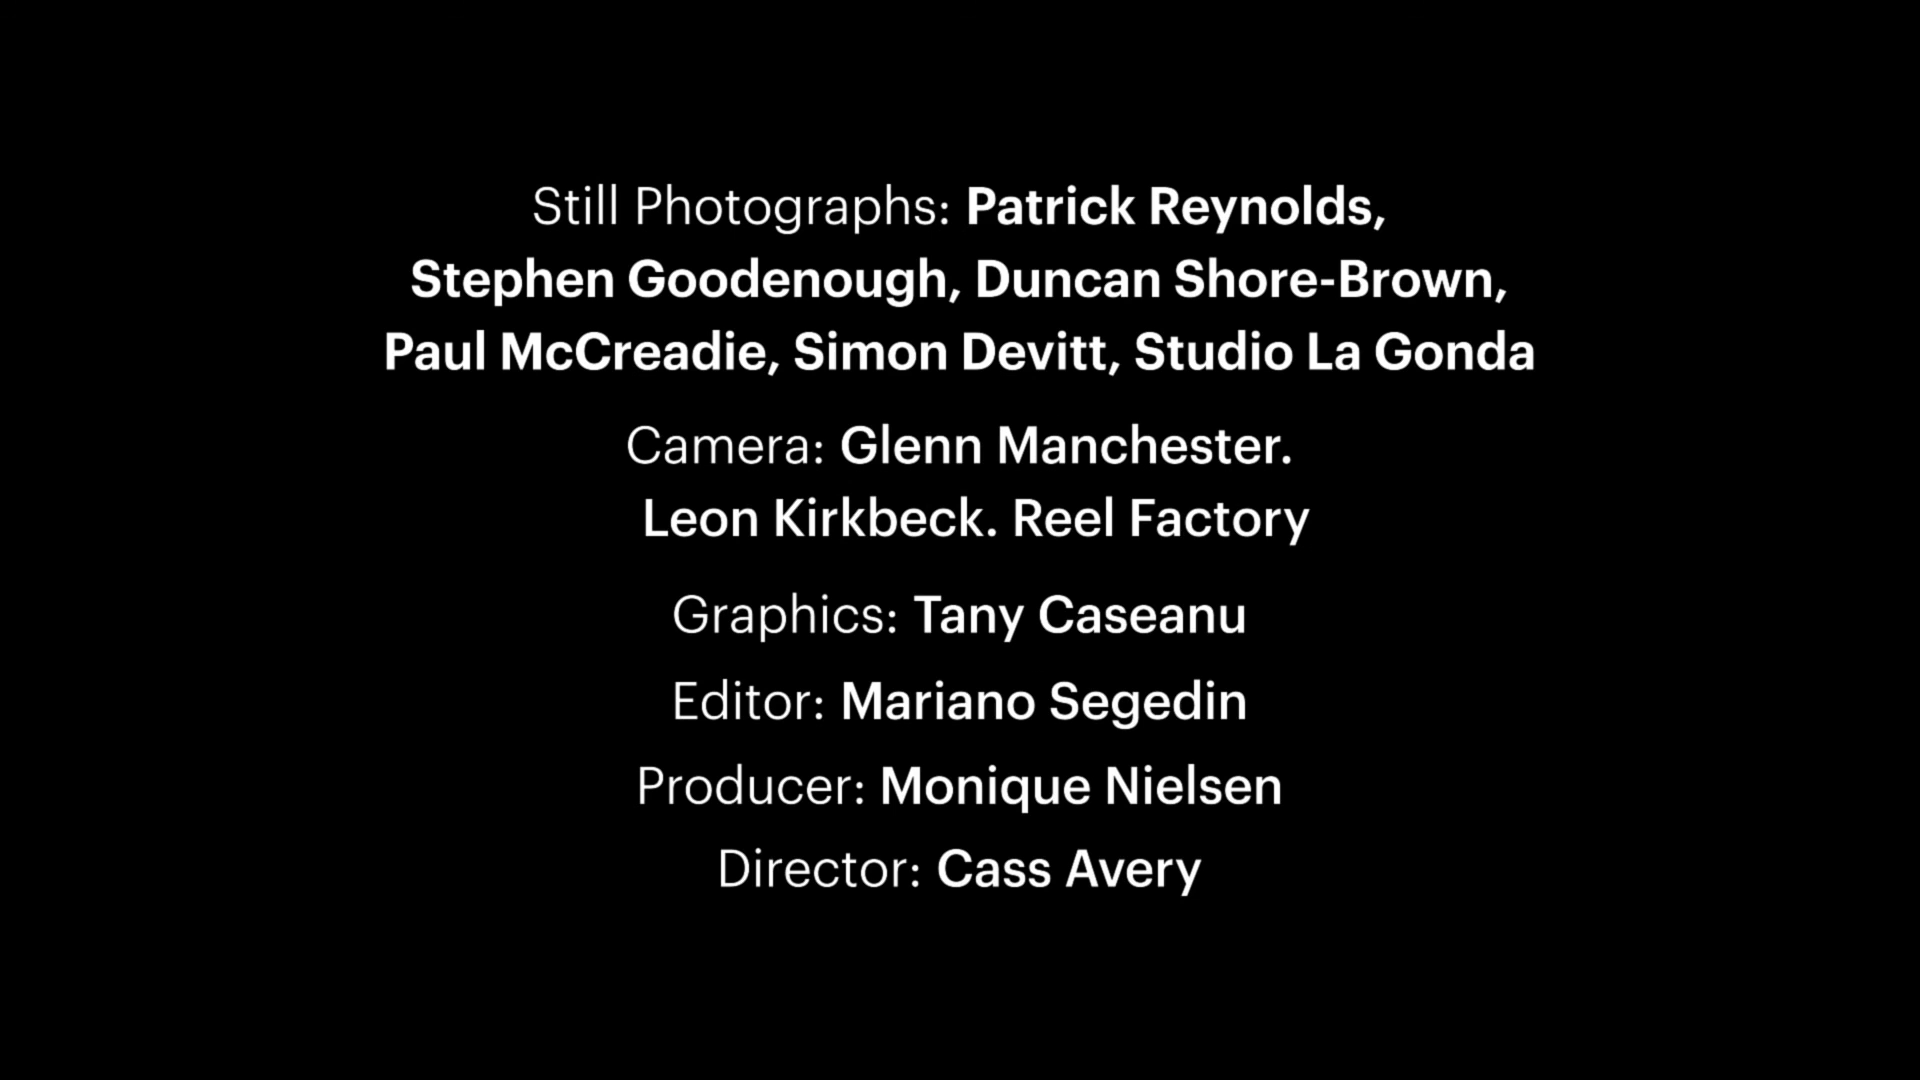 Still Photographs: Patrick Reynolds,
Stephen Goodenough, Duncan Shore-Brown,
Paul McCreadie, Simon Devitt, Studio La Gonda
Camera: Glenn Manchester.
Leon Kirkbeck. Reel Factory
Graphics: Tany Caseanu
Editor: Mariano Segedin
Producer: Monique Nielsen
Director: Cass Avery